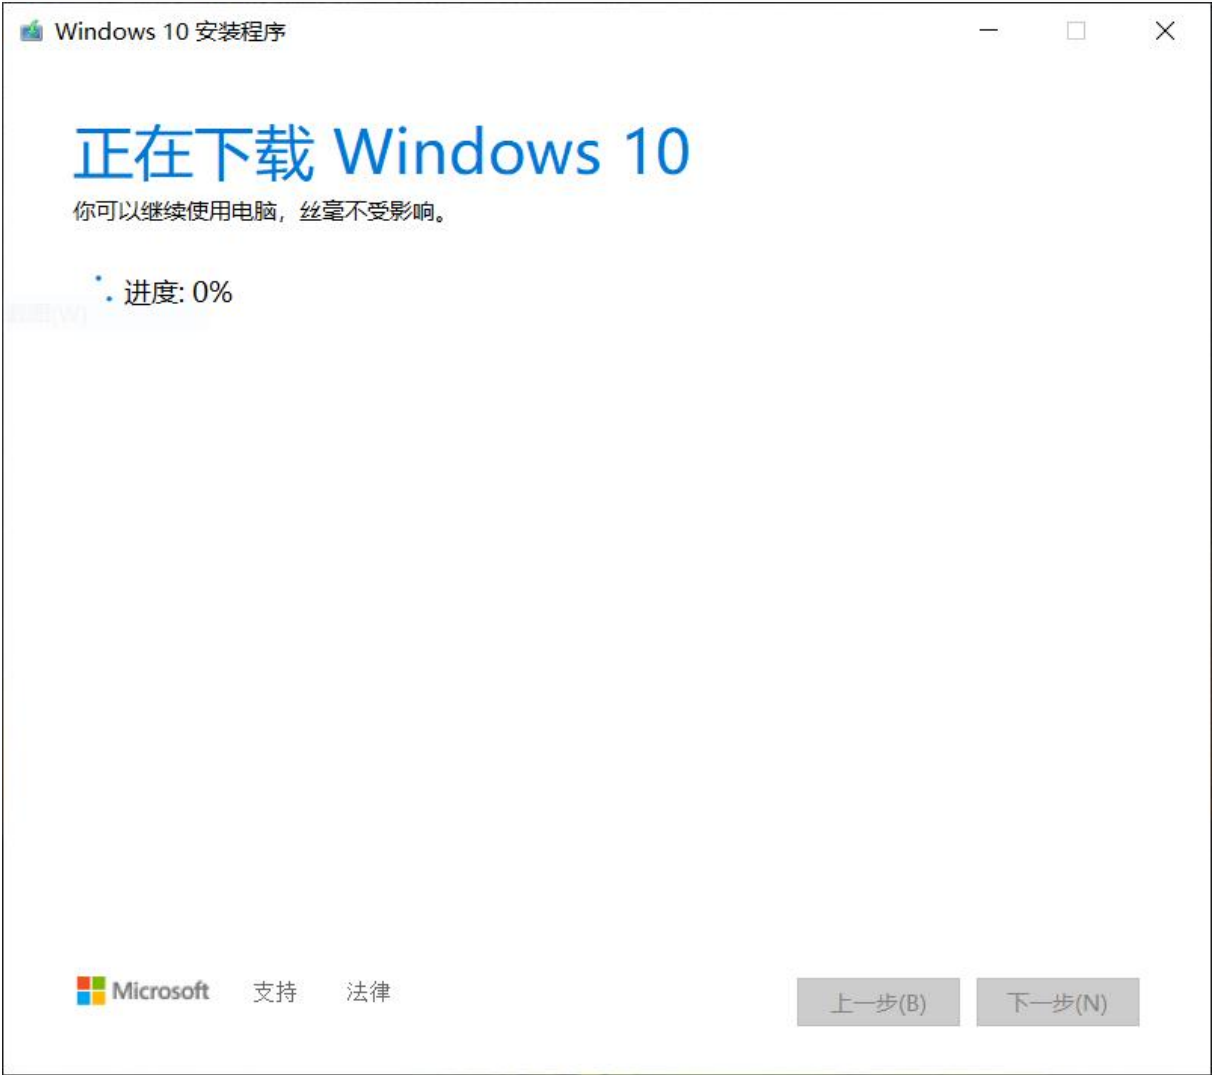 Windows 10 安装程序
正在下载 Windows 10
你可以继续使用电脑，丝毫不受影响。
进度: 0%
Microsoft 支持 法律
上一步(B) 下一步(N)